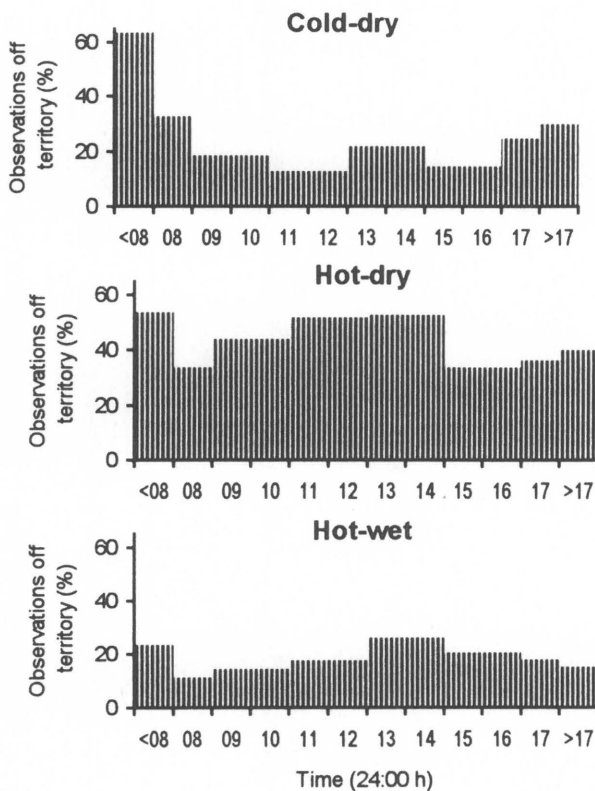 Cold-dry
Observations off
territory (%)
60
40
20
0
<08 08 09 10 11 12 13 14 15 16 17 >17
Hot-dry
Observations off
territory (%)
60
40
20
0
<08 08 09 10 11 12 13 14 15 16 17 >17
Hot-wet
Observations off
territory (%)
60
40
20
0
<08 08 09 10 11 12 13 14 15 16 17 >17
Time (24:00 h)